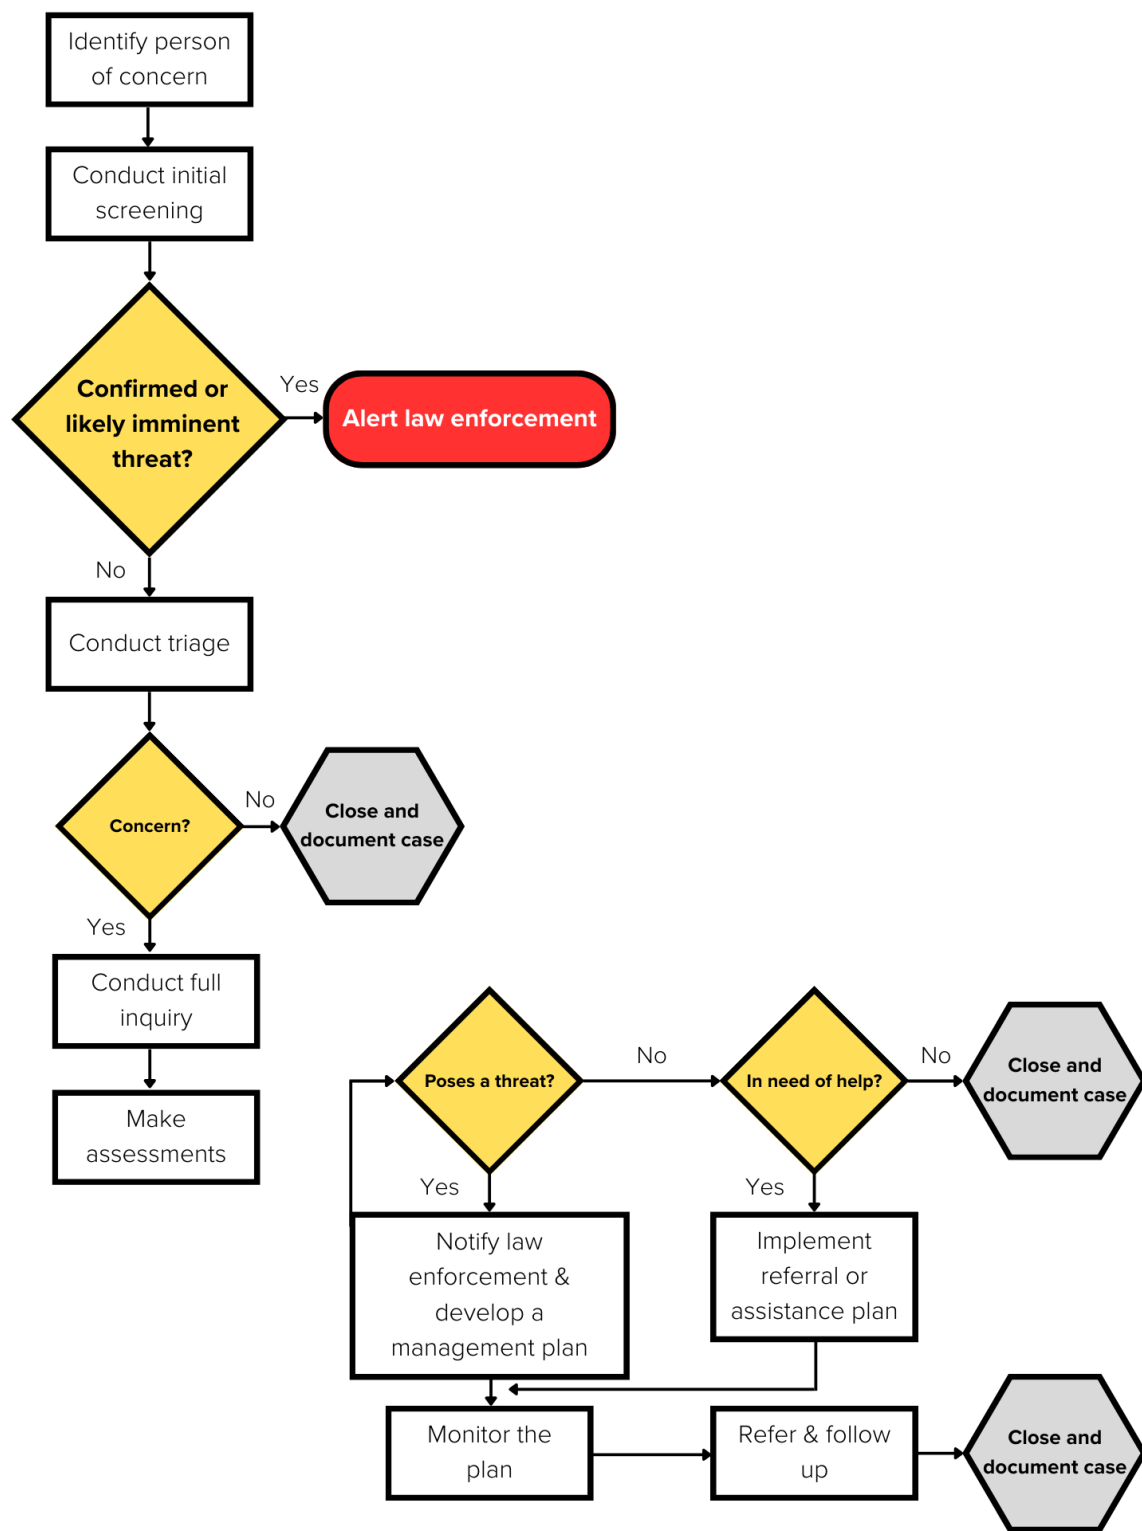 Identify person
of concern
Conduct initial
screening
Confirmed or
likely imminent
threat?
Yes
Alert law enforcement
No
Conduct triage
Concern?
No
Close and
document case
Yes
Conduct full
inquiry
Make
assessments
Poses a threat?
No
In need of help?
No
Close and
document case
Yes
Notify law
enforcement &
develop a
management plan
Yes
Implement
referral or
assistance plan
Monitor the
plan
Refer & follow
up
Close and
document case